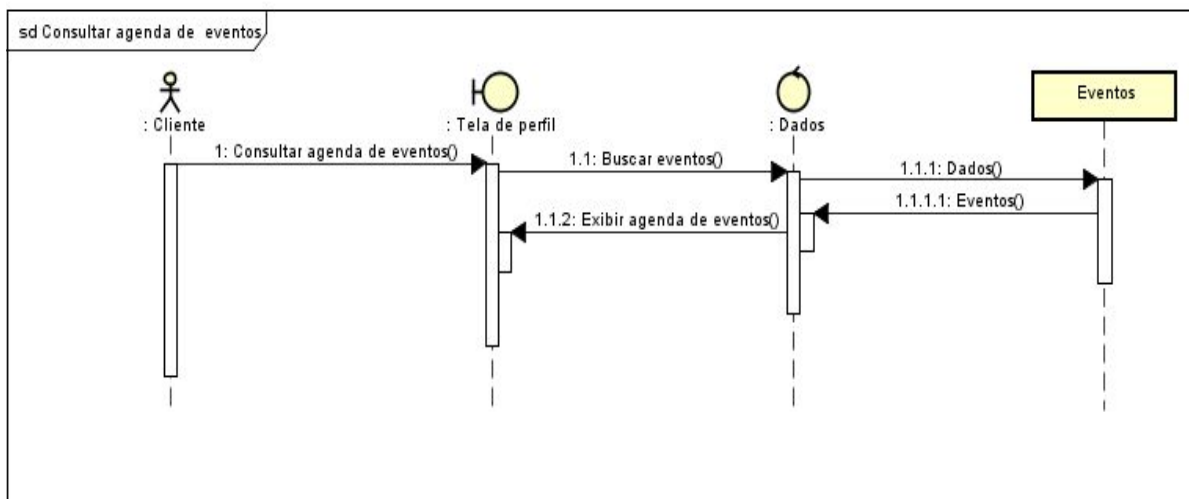 sd Consultar agenda de eventos
: Cliente
: Tela de perfil
: Dados
Eventos
1: Consultar agenda de eventos()
1.1: Buscar eventos()
1.1.1: Dados()
1.1.1.1: Eventos()
1.1.2: Exibir agenda de eventos()